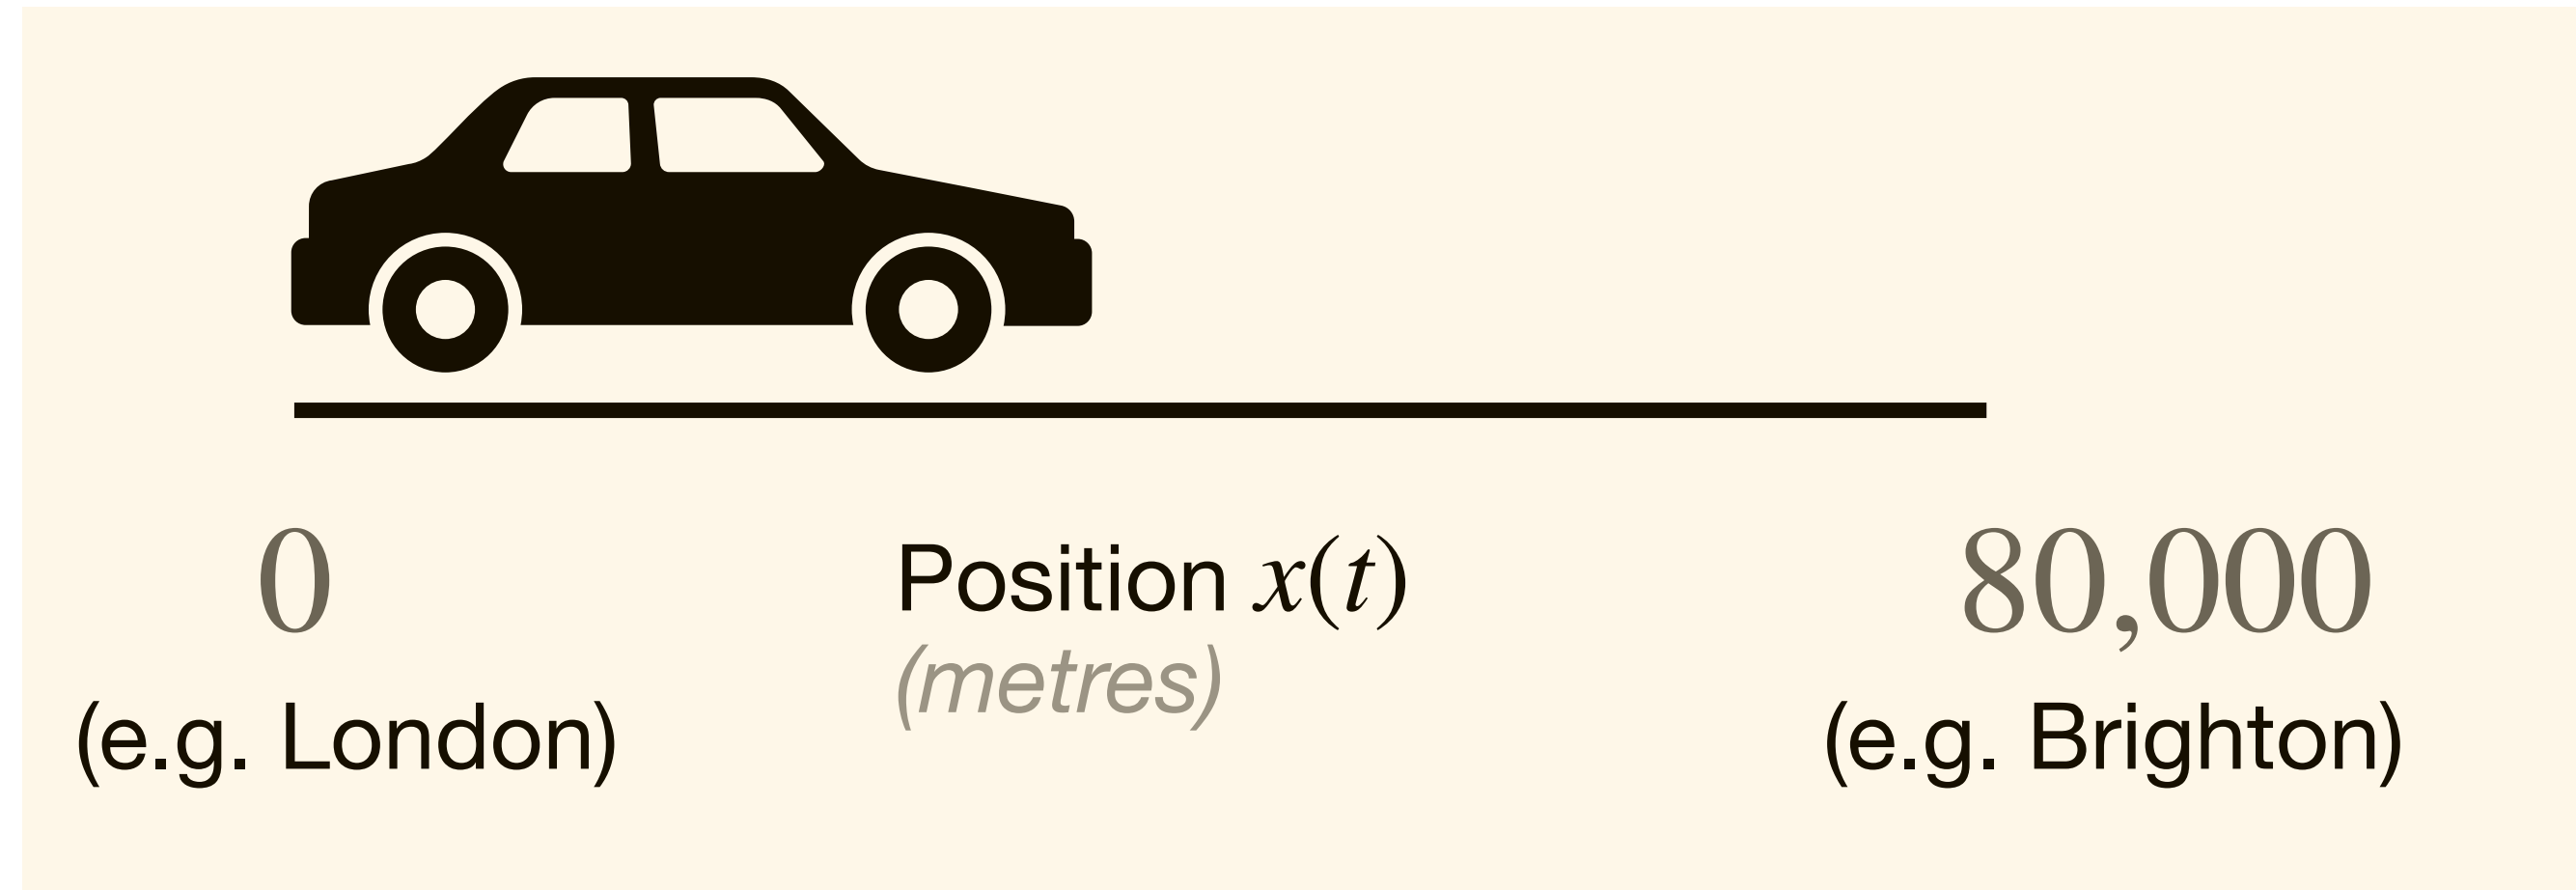 0
Position x(t)
80,000
(metres)
(e.g. London)
(e.g. Brighton)